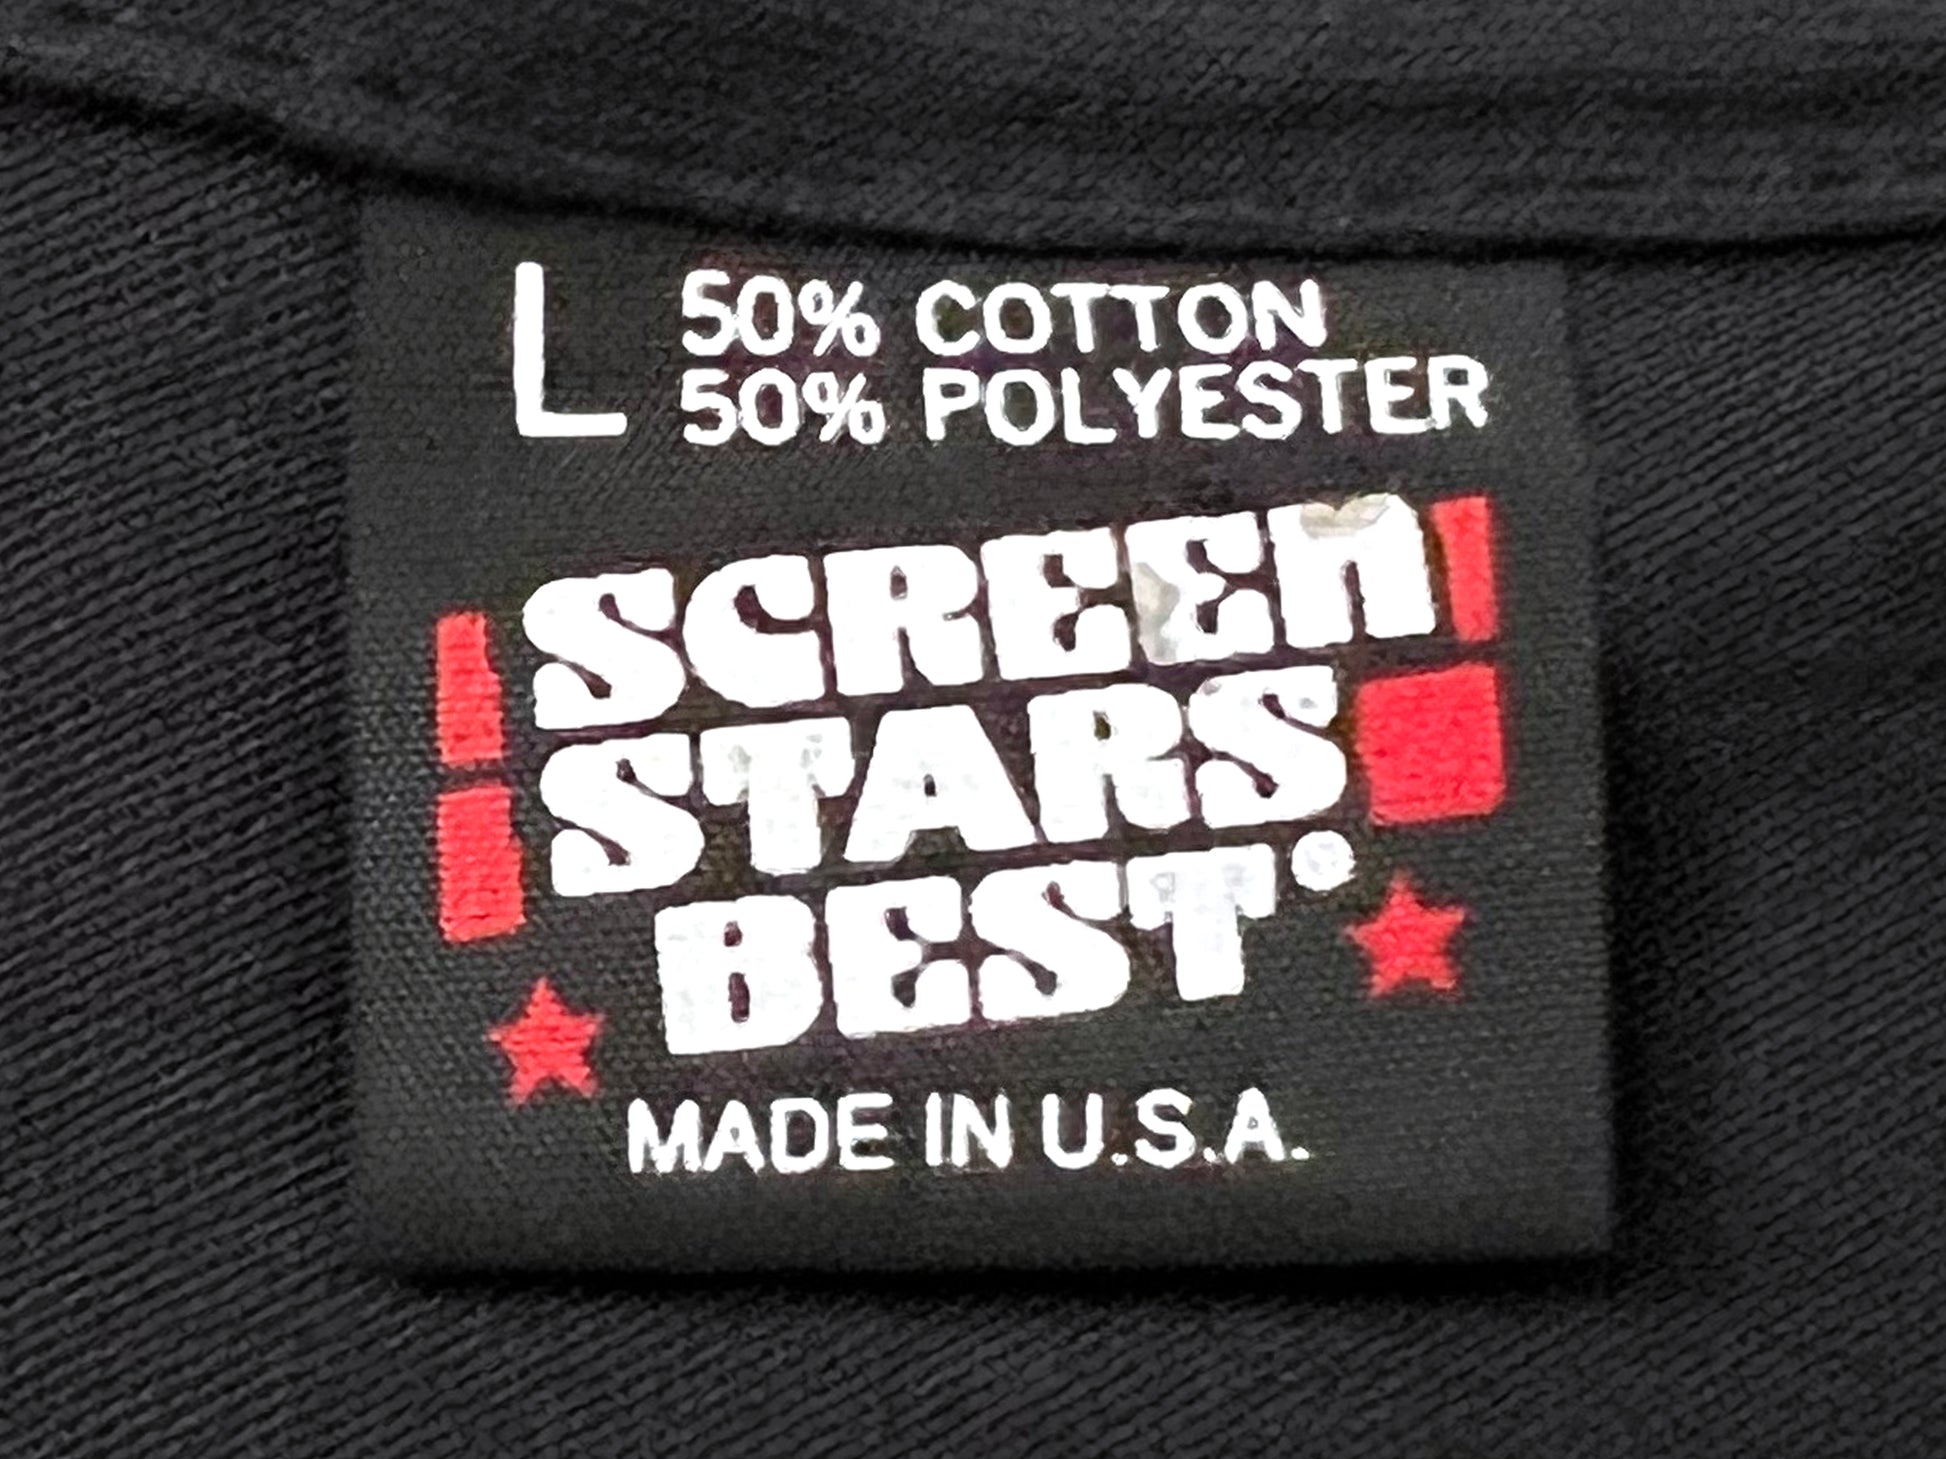 L 50% COTTON
50% POLYESTER
SCREEN
STARS
BEST®
MADE IN U.S.A.